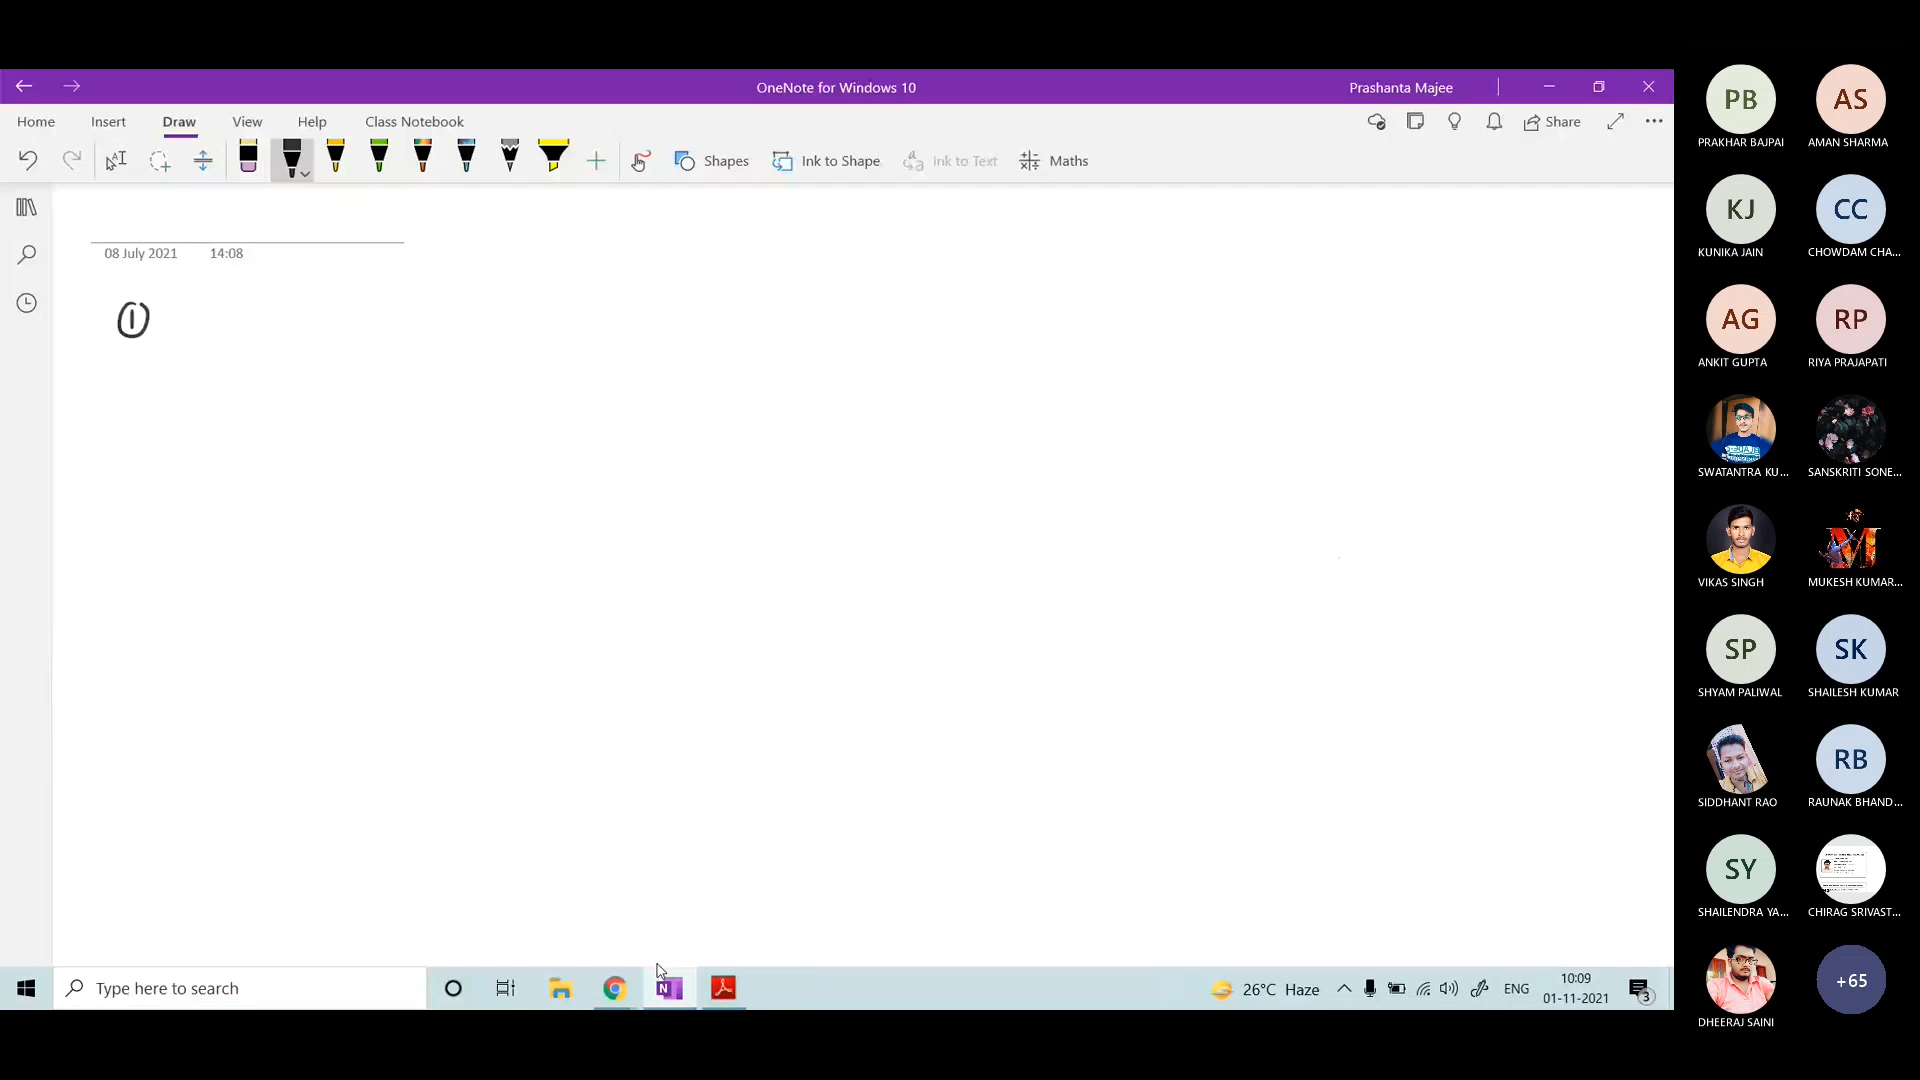 OneNote for Windows 10
Prashanta Majee
Home Insert Draw View Help Class Notebook
Share
Shapes Ink to Shape Ink to Text Maths
08 July 2021 14:08
①
Type here to search
26°C Haze
ENG
10:09
01-11-2021
3
PB AS
PRAKHAR BAJPAI AMAN SHARMA
KJ CC
KUNIKA JAIN CHOWDAM CHA...
AG RP
ANKIT GUPTA RIYA PRAJAPATI
SWATANTRA KU... SANSKRITI SONE...
M
VIKAS SINGH MUKESH KUMAR...
SP SK
SHYAM PALIWAL SHAILESH KUMAR
RB
SIDDHANT RAO RAUNAK BHAND...
SY
SHAILENDRA YA... CHIRAG SRIVAST...
+65
DHEERAJ SAINI